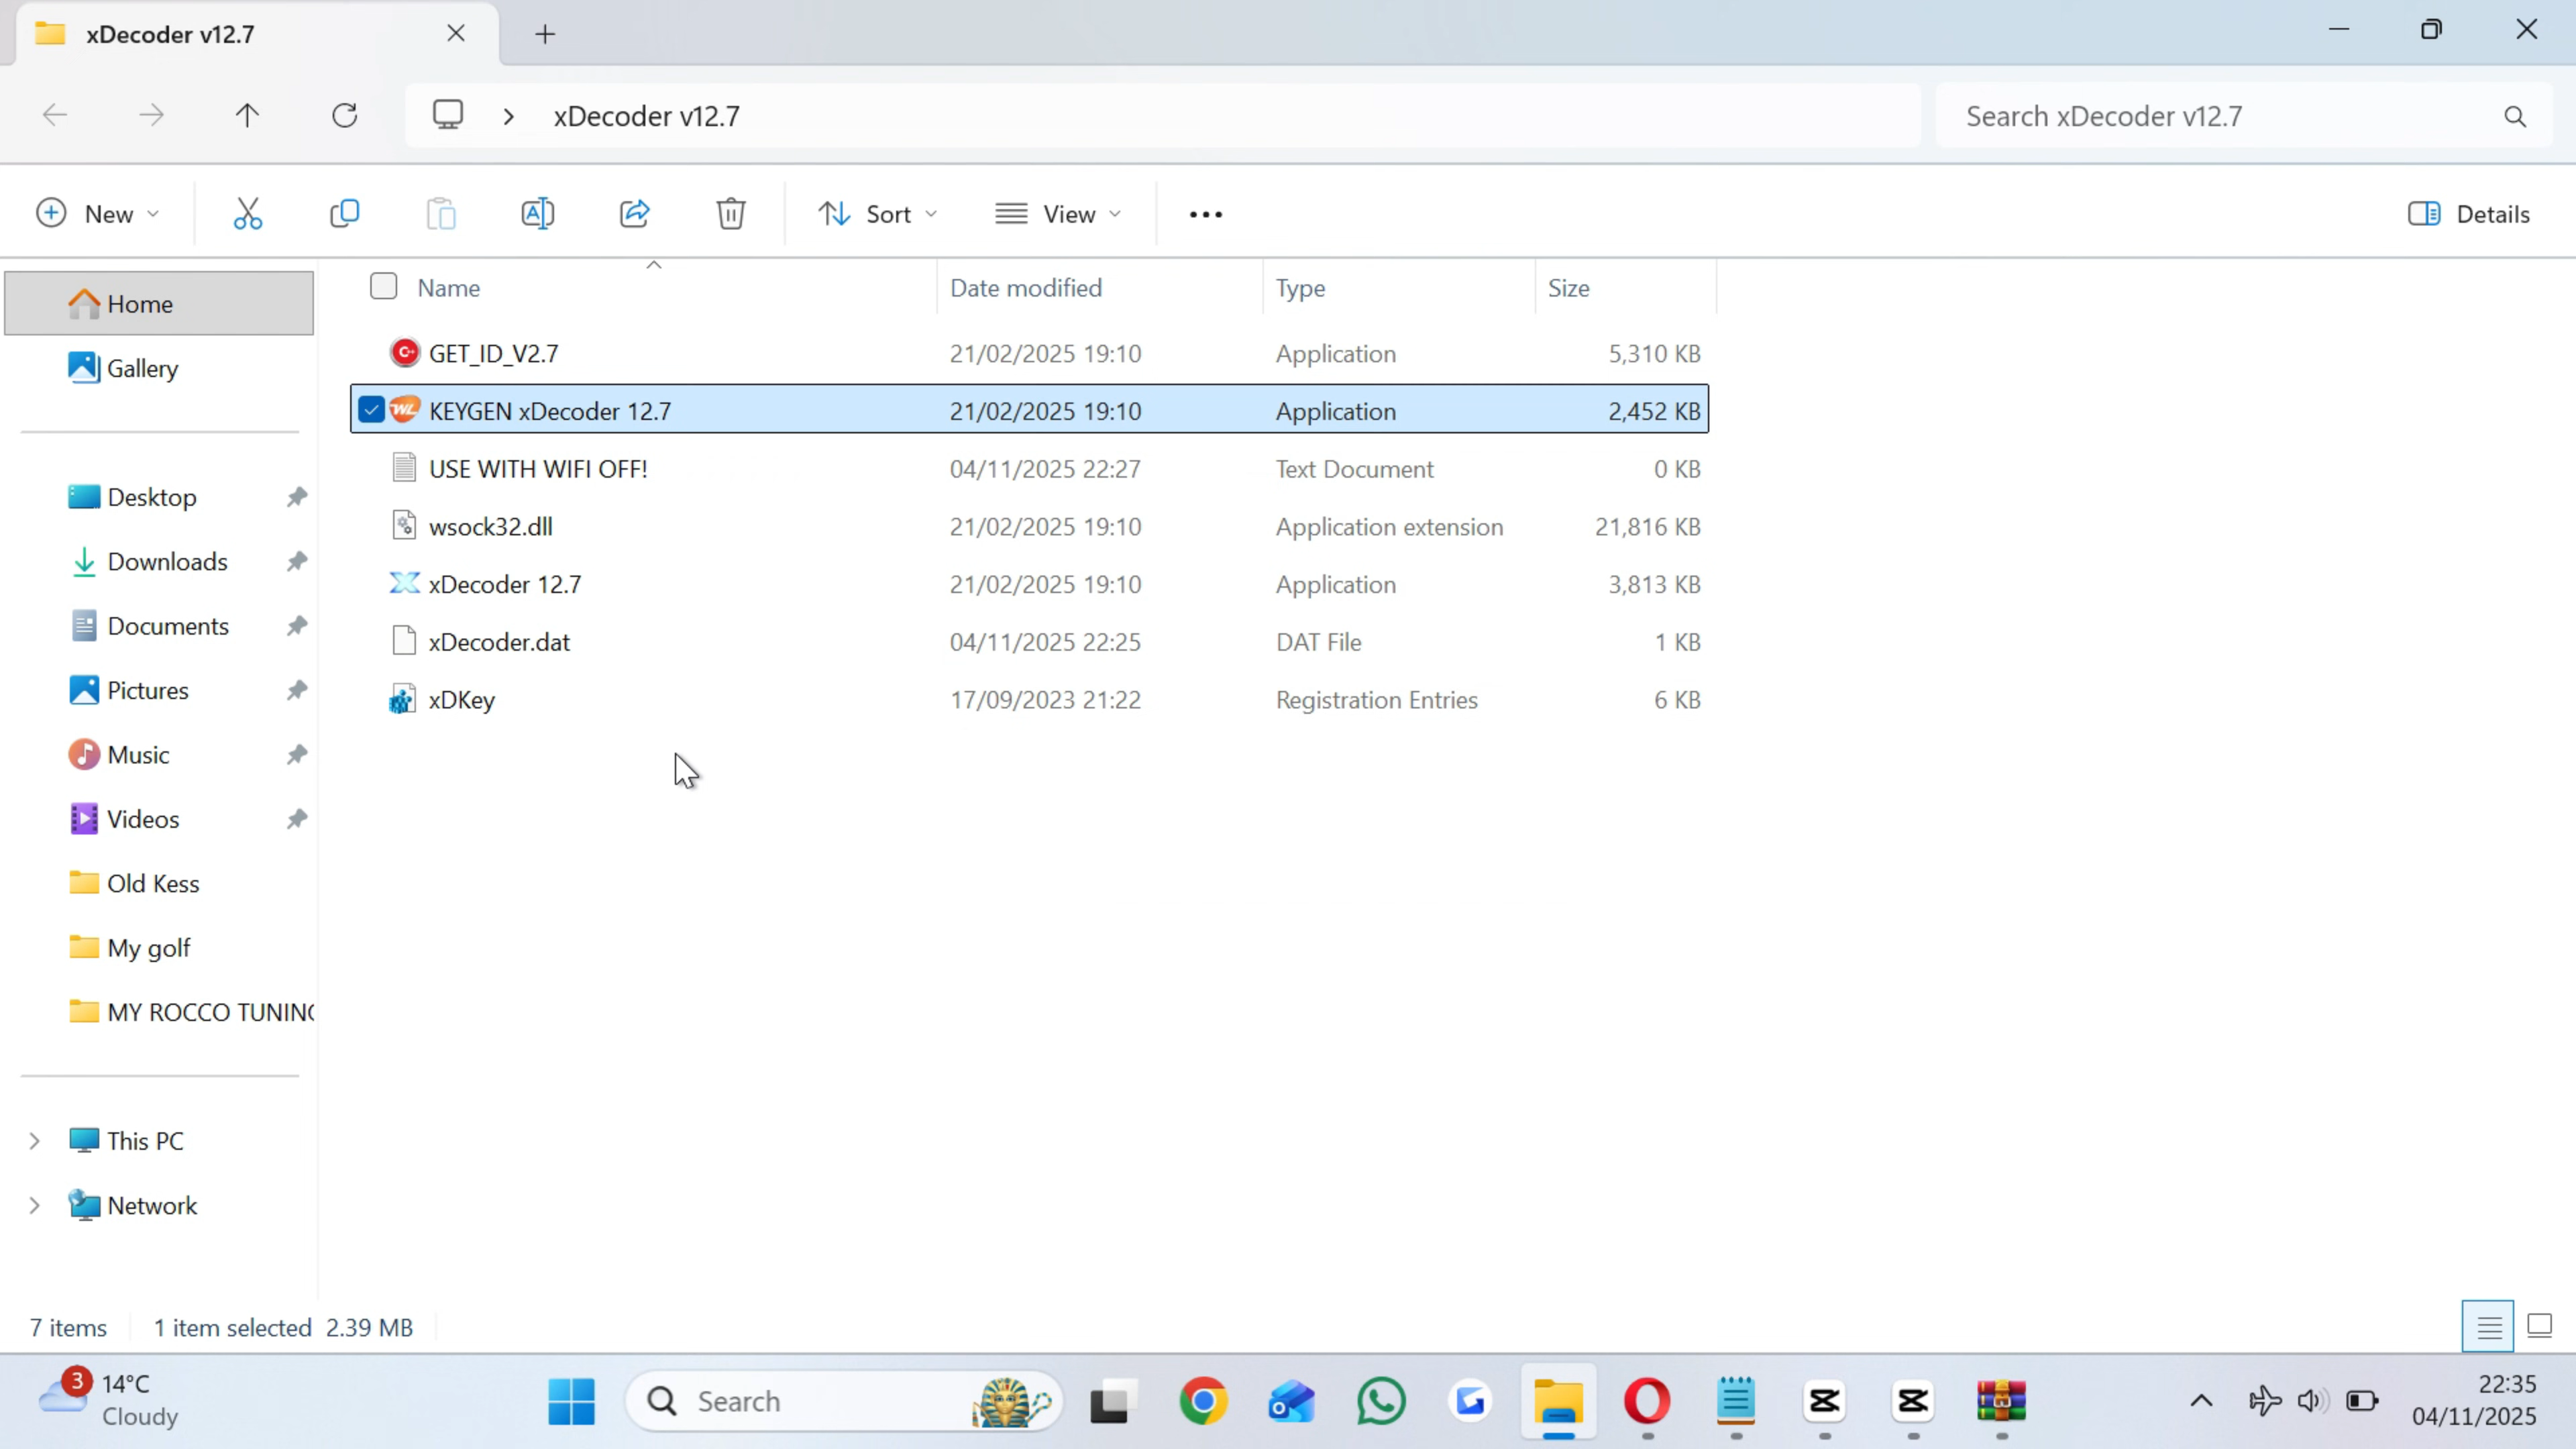 xDecoder v12.7
xDecoder v12.7
Search xDecoder v12.7
New
Sort
View
Details
Name
Date modified
Type
Size
GET_ID_V2.7 21/02/2025 19:10 Application 5,310 KB
KEYGEN xDecoder 12.7 21/02/2025 19:10 Application 2,452 KB
USE WITH WIFI OFF! 04/11/2025 22:27 Text Document 0 KB
wsock32.dll 21/02/2025 19:10 Application extension 21,816 KB
xDecoder 12.7 21/02/2025 19:10 Application 3,813 KB
xDecoder.dat 04/11/2025 22:25 DAT File 1 KB
xDKey 17/09/2023 21:22 Registration Entries 6 KB
Home
Gallery
Desktop
Downloads
Documents
Pictures
Music
Videos
Old Kess
My golf
MY ROCCO TUNING
This PC
Network
7 items 1 item selected 2.39 MB
3
14°C
Cloudy
Search
22:35
04/11/2025